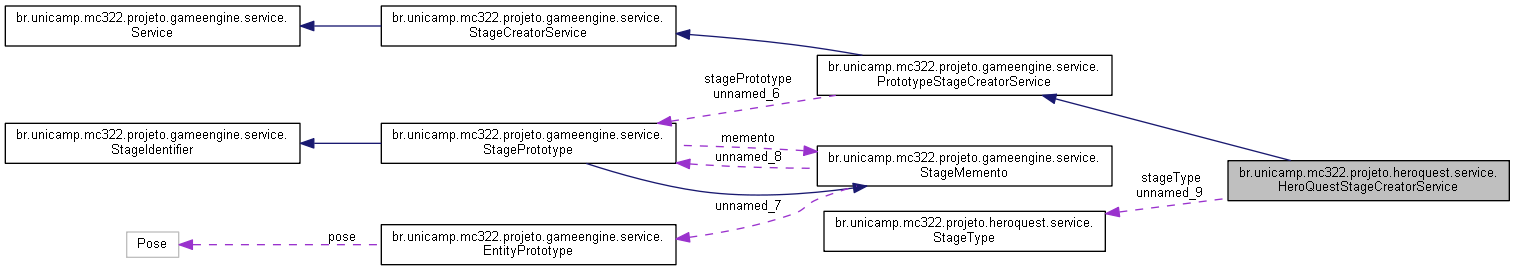 br.unicamp.mc322.projeto.gameengine.service.
Service
br.unicamp.mc322.projeto.gameengine.service.
StageCreatorService
br.unicamp.mc322.projeto.gameengine.service.
PrototypeStageCreatorService
stagePrototype
unnamed_6
br.unicamp.mc322.projeto.gameengine.service.
StageIdentifier
br.unicamp.mc322.projeto.gameengine.service.
StagePrototype
memento
unnamed_8
br.unicamp.mc322.projeto.gameengine.service.
StageMemento
stageType
unnamed_9
br.unicamp.mc322.projeto.heroquest.service.
HeroQuestStageCreatorService
unnamed_7
br.unicamp.mc322.projeto.heroquest.service.
StageType
Pose
pose
br.unicamp.mc322.projeto.gameengine.service.
EntityPrototype